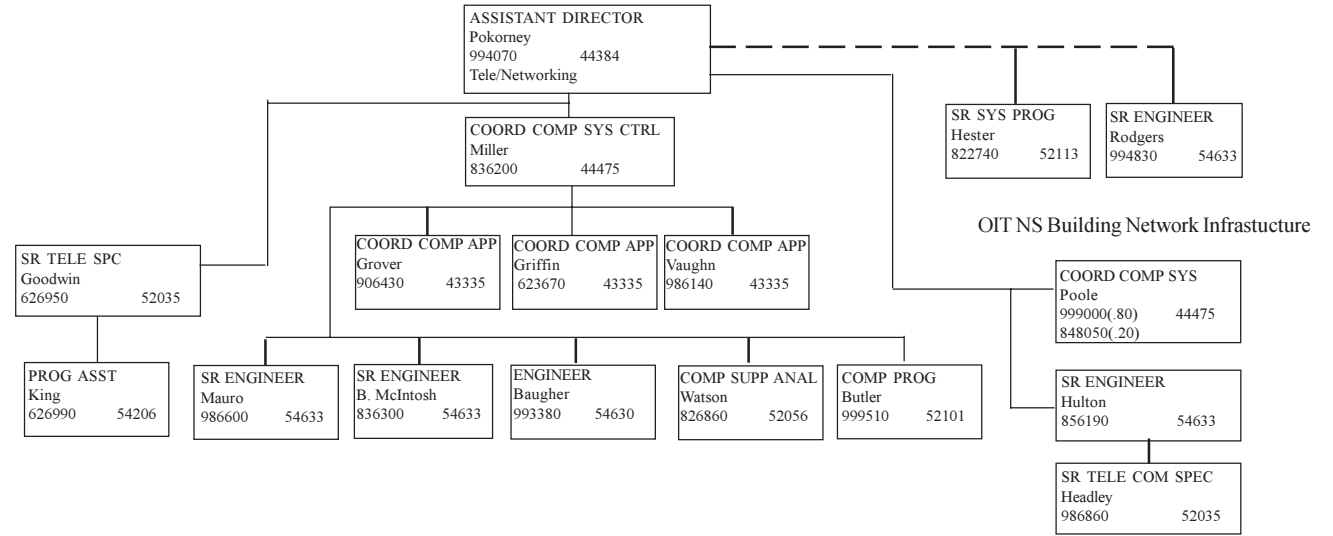 ASSISTANT DIRECTOR
Pokorney
994070 44384
Tele/Networking
COORD COMP SYS CTRL
Miller
836200 44475
SR SYS PROG
Hester
822740 52113
SR ENGINEER
Rodgers
994830 54633
OIT NS Building Network Infrastucture
SR TELE SPC
Goodwin
626950 52035
COORD COMP APP
Grover
906430 43335
COORD COMP APP
Griffin
623670 43335
COORD COMP APP
Vaughn
986140 43335
COORD COMP SYS
Poole
999000(.80) 44475
848050(.20)
PROG ASST
King
626990 54206
SR ENGINEER
Mauro
986600 54633
SR ENGINEER
B. McIntosh
836300 54633
ENGINEER
Baugher
993380 54630
COMP SUPP ANAL
Watson
826860 52056
COMP PROG
Butler
999510 52101
SR ENGINEER
Hulton
856190 54633
SR TELE COM SPEC
Headley
986860 52035